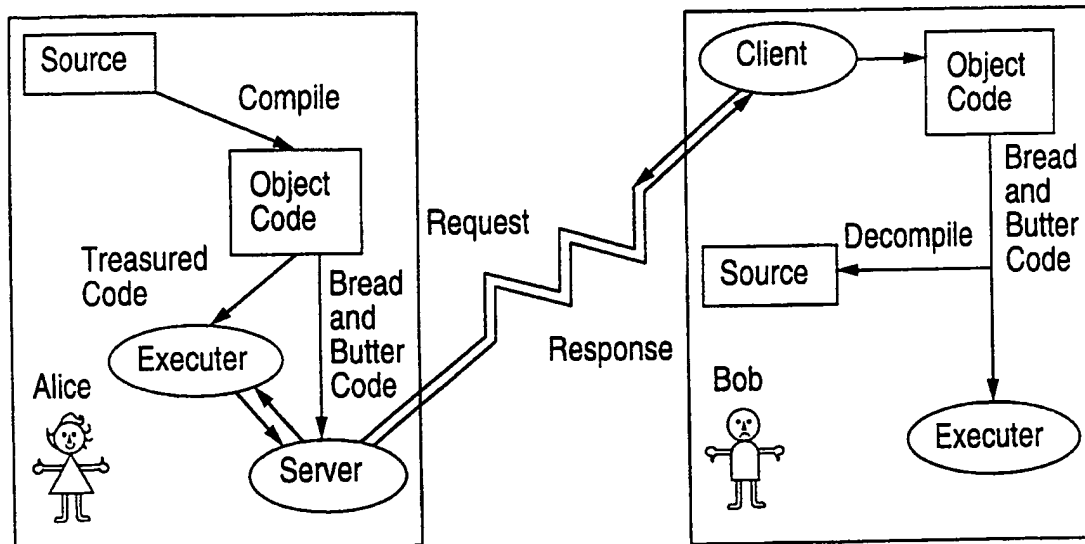 Source
Compile
Object
Code
Treasured
Code
Bread
and
Butter
Code
Executer
Alice
Server
Request
Response
Client
Object
Code
Bread
and
Butter
Code
Decompile
Source
Bob
Executer